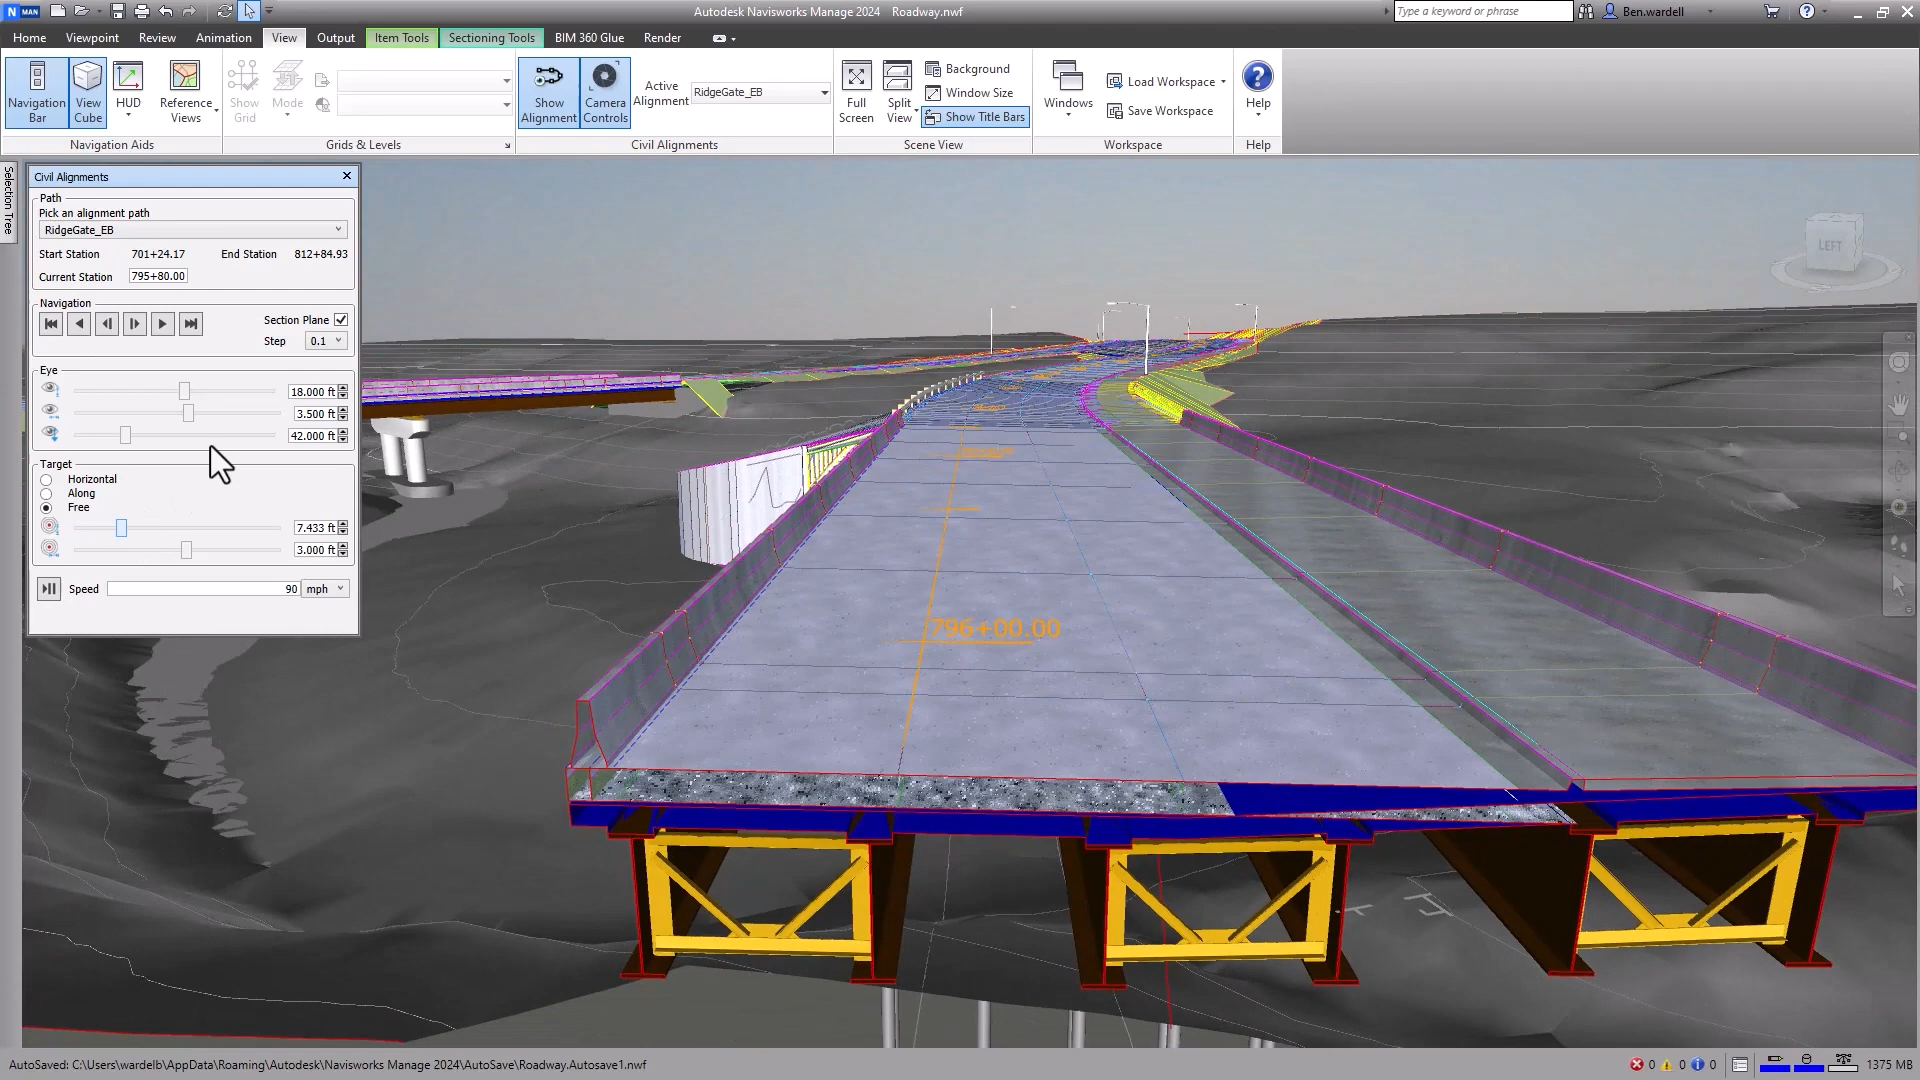 N MAN
Autodesk Navisworks Manage 2024 Roadway.nwf
Type a keyword or phrase
Ben.wardell
Home Viewpoint Review Animation View Output Item Tools Sectioning Tools BIM 360 Glue Render
Navigation Bar
View Cube
HUD
Reference Views
Navigation Aids
Show Grid
Mode
Grids & Levels
Show Alignment
Camera Controls
Active Alignment
RidgeGate_EB
Civil Alignments
Full Screen
Split View
Background
Window Size
Show Title Bars
Scene View
Windows
Load Workspace
Save Workspace
Workspace
Help
Help
Selection Tree
Civil Alignments
Path
Pick an alignment path
RidgeGate_EB
Start Station 701+24.17 End Station 812+84.93
Current Station 795+80.00
Navigation
Section Plane
Step 0.1
Eye
18.000 ft
3.500 ft
42.000 ft
Target
Horizontal
Along
Free
7.433 ft
3.000 ft
Speed 90 mph
LEFT
796+00.00
AutoSaved: C:\Users\wardelb\AppData\Roaming\Autodesk\Navisworks Manage 2024\AutoSave\Roadway.Autosave1.nwf
0 0 0 1375 MB